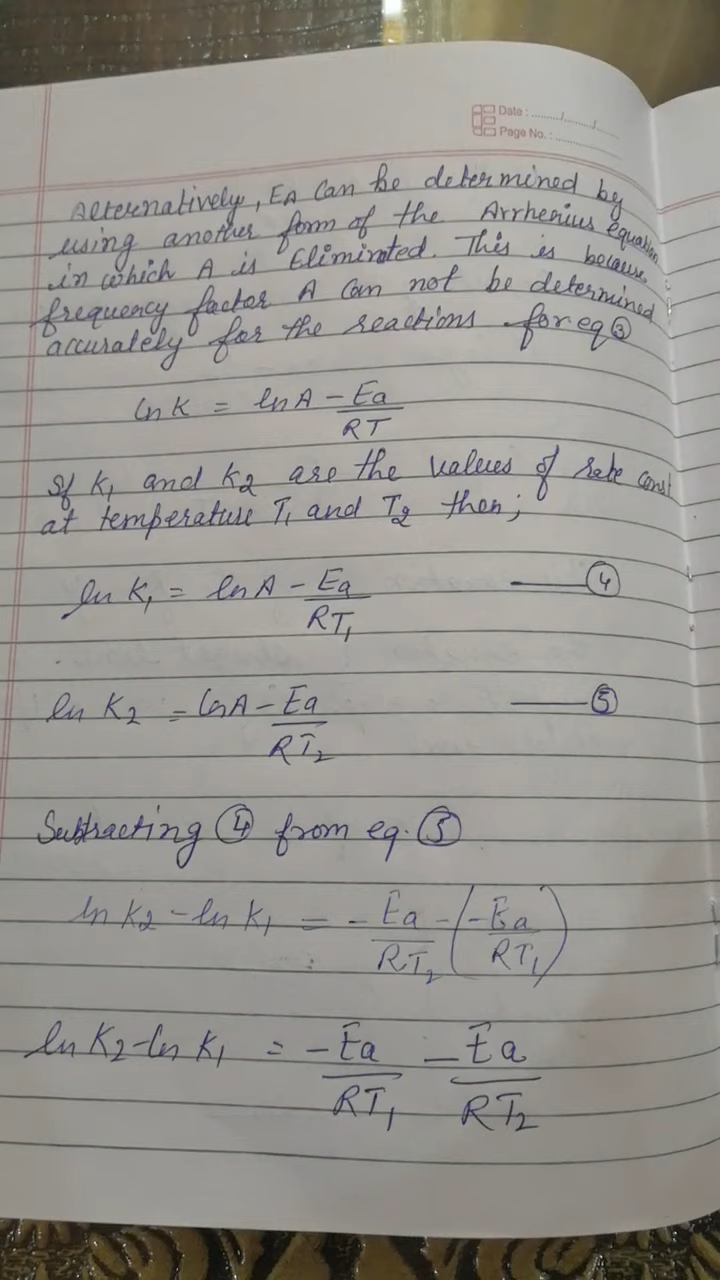 Date : ......./......./.......
Page No. : ................
Alternatively, EA Can be determined by
using another form of the Arrhenius equation
in which A is Eliminated. This is because
frequency factor A Can not be determined
accurately for the reactions for eq ③
ln K = ln A - Ea/RT
If K₁ and K₂ are the values of rate const
at temperature T₁ and T₂ then;
ln K₁ = ln A - Ea/RT₁ —— ④
ln K₂ = ln A - Ea/RT₂ —— ⑤
Subtracting ④ from eq. ⑤
ln K₂ - ln K₁ = - Ea/RT₂ - (- Ea/RT₁)
ln K₂ - ln K₁ = - Ea/RT₁ - Ea/RT₂